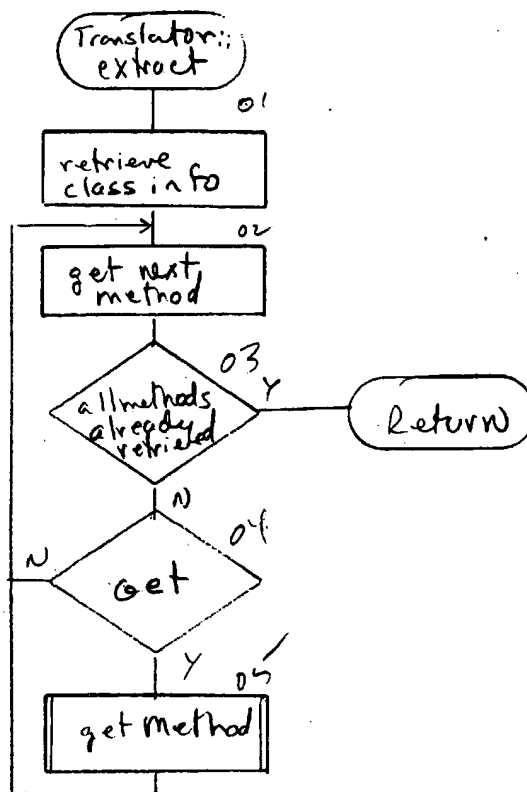 Translator::
extract
01
retrieve
class info
02
get next
method
03
Y
all methods
already
retrieved
Return
N
04
N
Get
Y
05
get Method